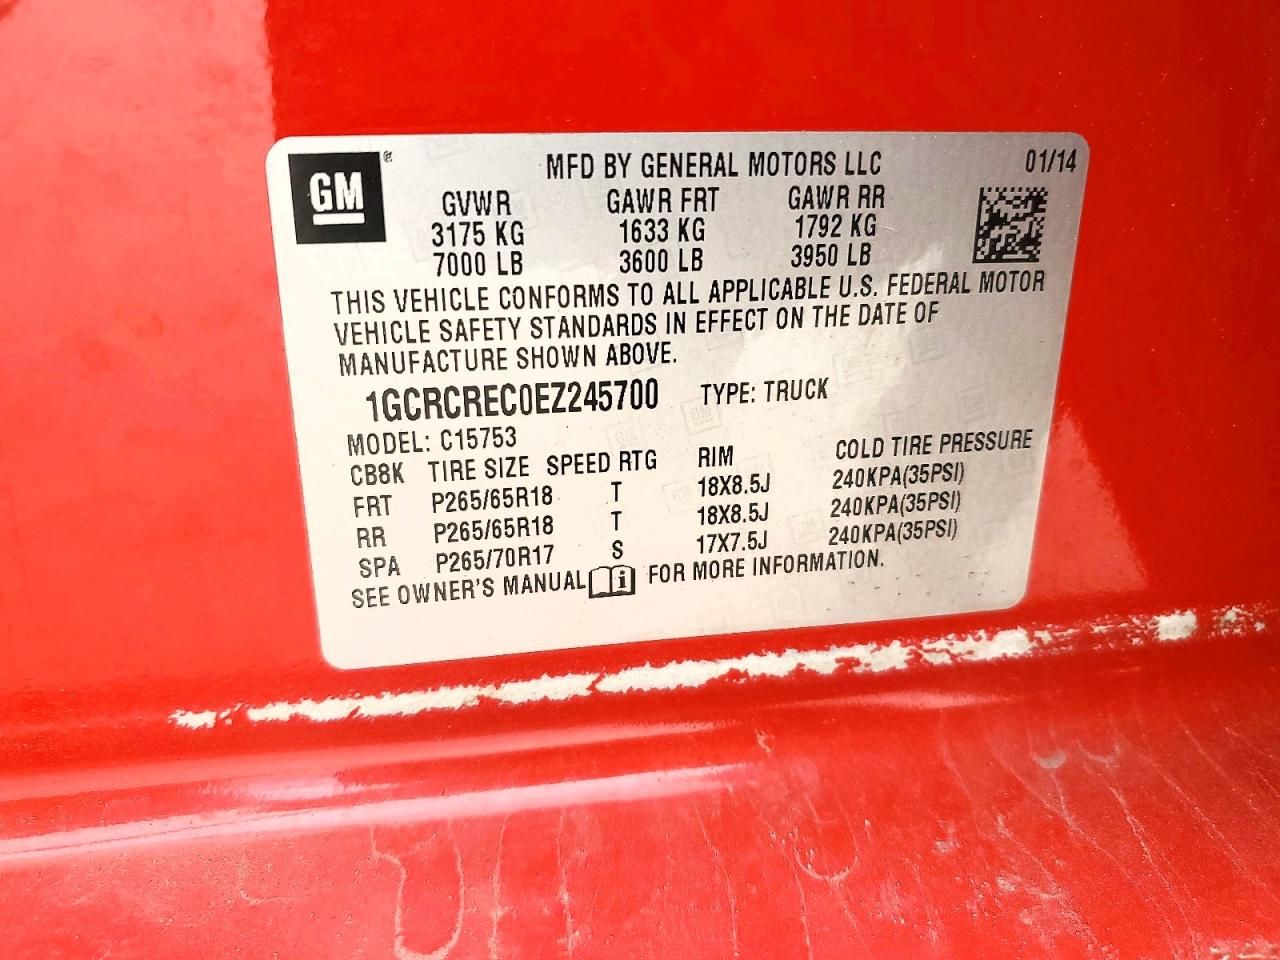 GM ®
MFD BY GENERAL MOTORS LLC 01/14
GVWR GAWR FRT GAWR RR
3175 KG 1633 KG 1792 KG
7000 LB 3600 LB 3950 LB
THIS VEHICLE CONFORMS TO ALL APPLICABLE U.S. FEDERAL MOTOR
VEHICLE SAFETY STANDARDS IN EFFECT ON THE DATE OF
MANUFACTURE SHOWN ABOVE.
1GCRCREC0EZ245700 TYPE: TRUCK
MODEL: C15753
CB8K TIRE SIZE SPEED RTG RIM COLD TIRE PRESSURE
FRT P265/65R18 T 18X8.5J 240KPA(35PSI)
RR P265/65R18 T 18X8.5J 240KPA(35PSI)
SPA P265/70R17 S 17X7.5J 240KPA(35PSI)
SEE OWNER'S MANUAL i FOR MORE INFORMATION.